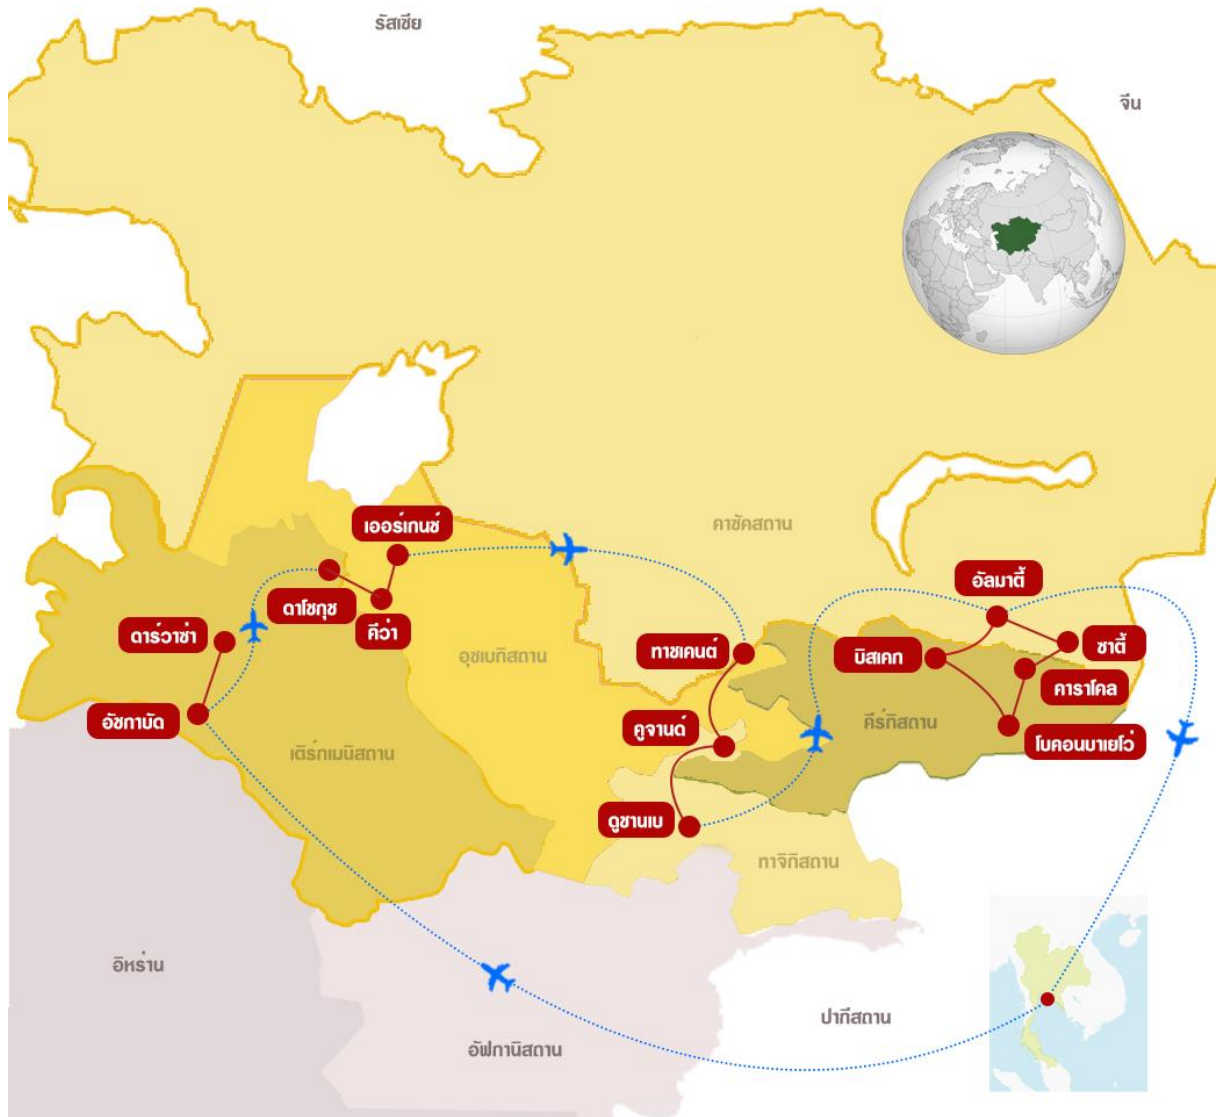 รัสเซีย
จีน
คาซัคสถาน
เออร์เกนช์
อัลมาตี้
ดาโชกุช
คีว่า
ดาร์วาซ่า
ทาชเคนต์
บิสเคก
ซาตี้
อุซเบกิสถาน
คาราโคล
อัชกาบัด
คูจานด์
คีร์กิสถาน
โบคอนบาเยโว่
เติร์กเมนิสถาน
ดูชานเบ
ทาจิกิสถาน
อิหร่าน
ปากีสถาน
อัฟกานิสถาน